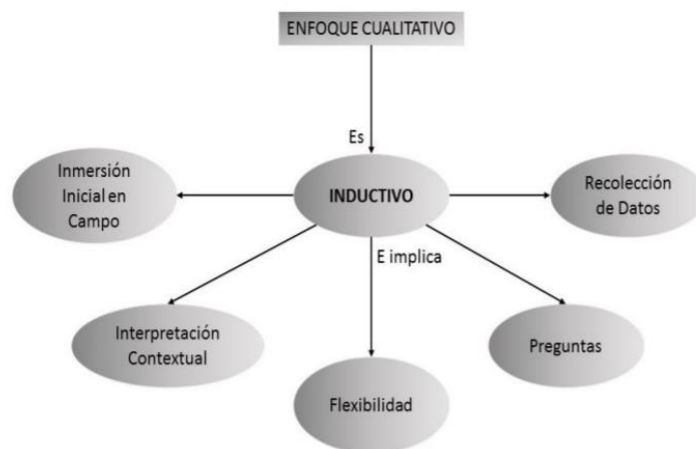 ENFOQUE CUALITATIVO
Es
Inmersión
Inicial en
Campo
INDUCTIVO
Recolección
de Datos
E implica
Interpretación
Contextual
Flexibilidad
Preguntas